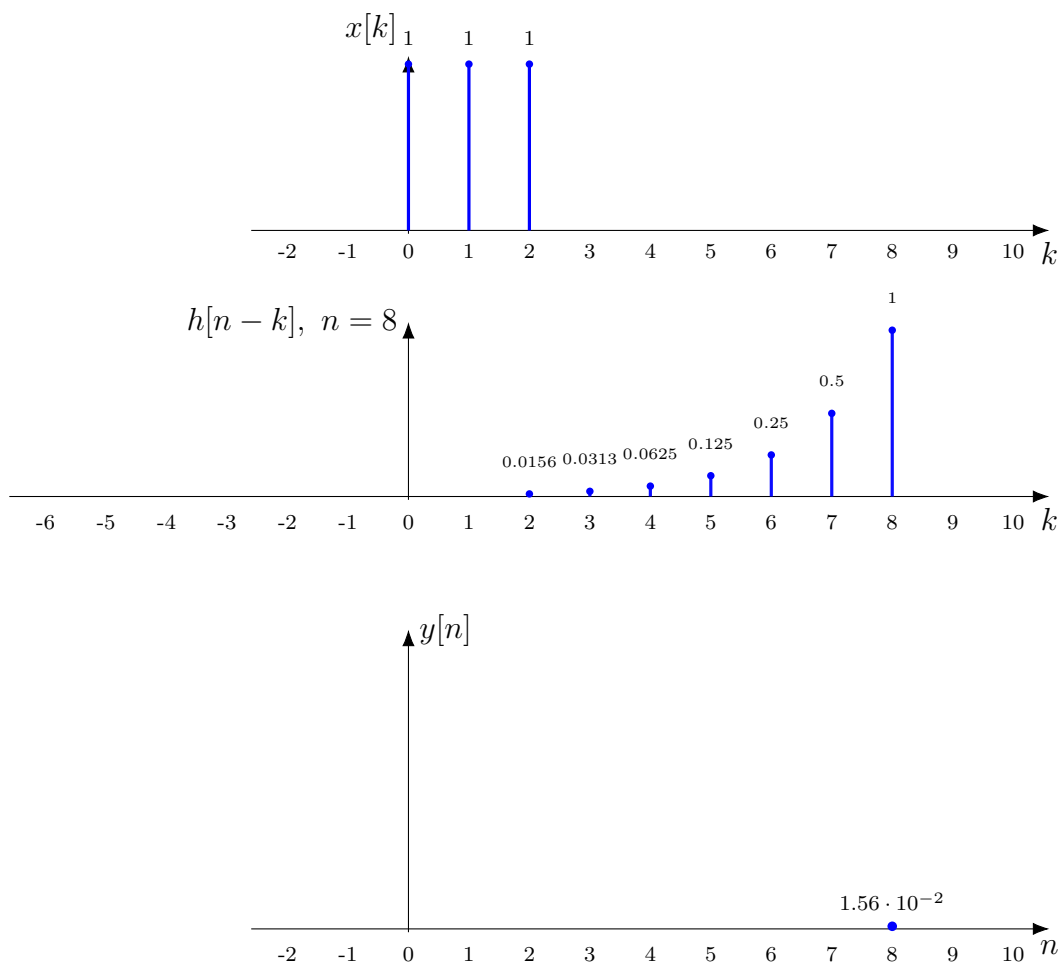 x[k]
1 1 1
-2 -1 0 1 2 3 4 5 6 7 8 9 10
k
h[n − k], n = 8
0.0156 0.0313 0.0625 0.125 0.25 0.5 1
-6 -5 -4 -3 -2 -1 0 1 2 3 4 5 6 7 8 9 10
k
y[n]
1.56 · 10⁻²
-2 -1 0 1 2 3 4 5 6 7 8 9 10
n